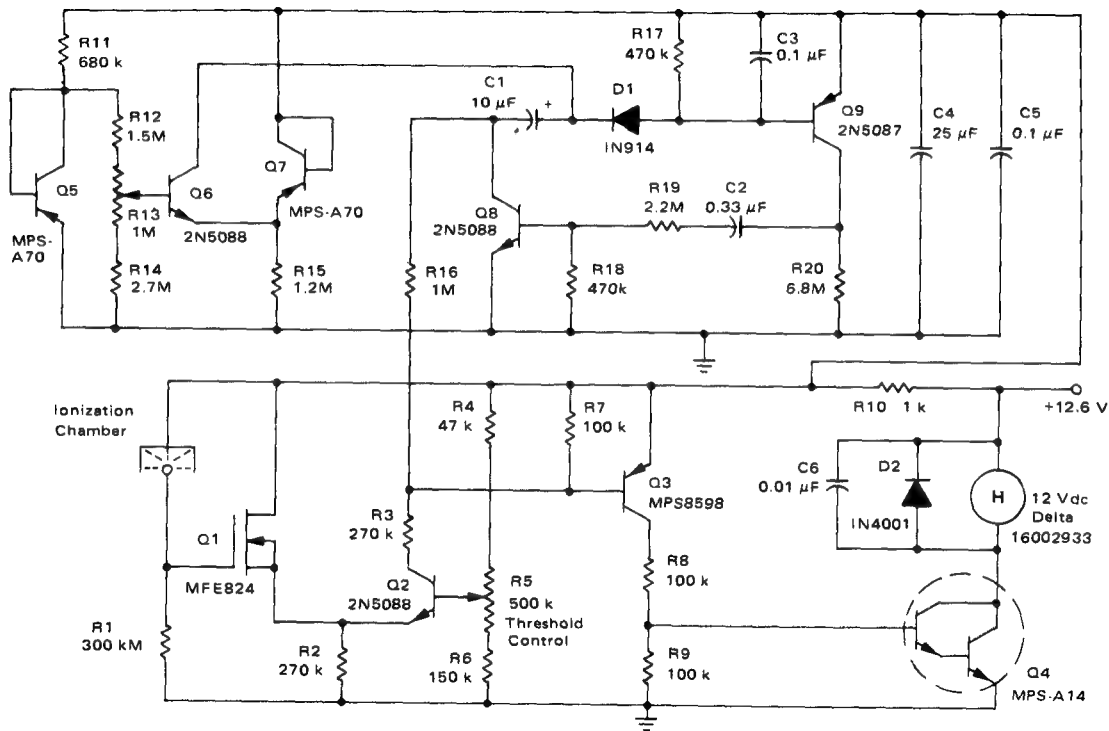 R11
680 k
R12
1.5M
Q5
MPS-
A70
R13
1M
R14
2.7M
Q6
2N5088
Q7
MPS-A70
R15
1.2M
C1
10 µF
+
D1
IN914
R17
470 k
C3
0.1 µF
Q9
2N5087
C4
25 µF
C5
0.1 µF
Q8
2N5088
R19
2.2M
C2
0.33 µF
R16
1M
R18
470k
R20
6.8M
Ionization
Chamber
R4
47 k
R7
100 k
R10 1 k
+12.6 V
Q1
MFE824
R3
270 k
Q2
2N5088
Q3
MPS8598
C6
0.01 µF
D2
IN4001
H
12 Vdc
Delta
16002933
R5
500 k
Threshold
Control
R8
100 k
R1
300 kM
R2
270 k
R6
150 k
R9
100 k
Q4
MPS-A14